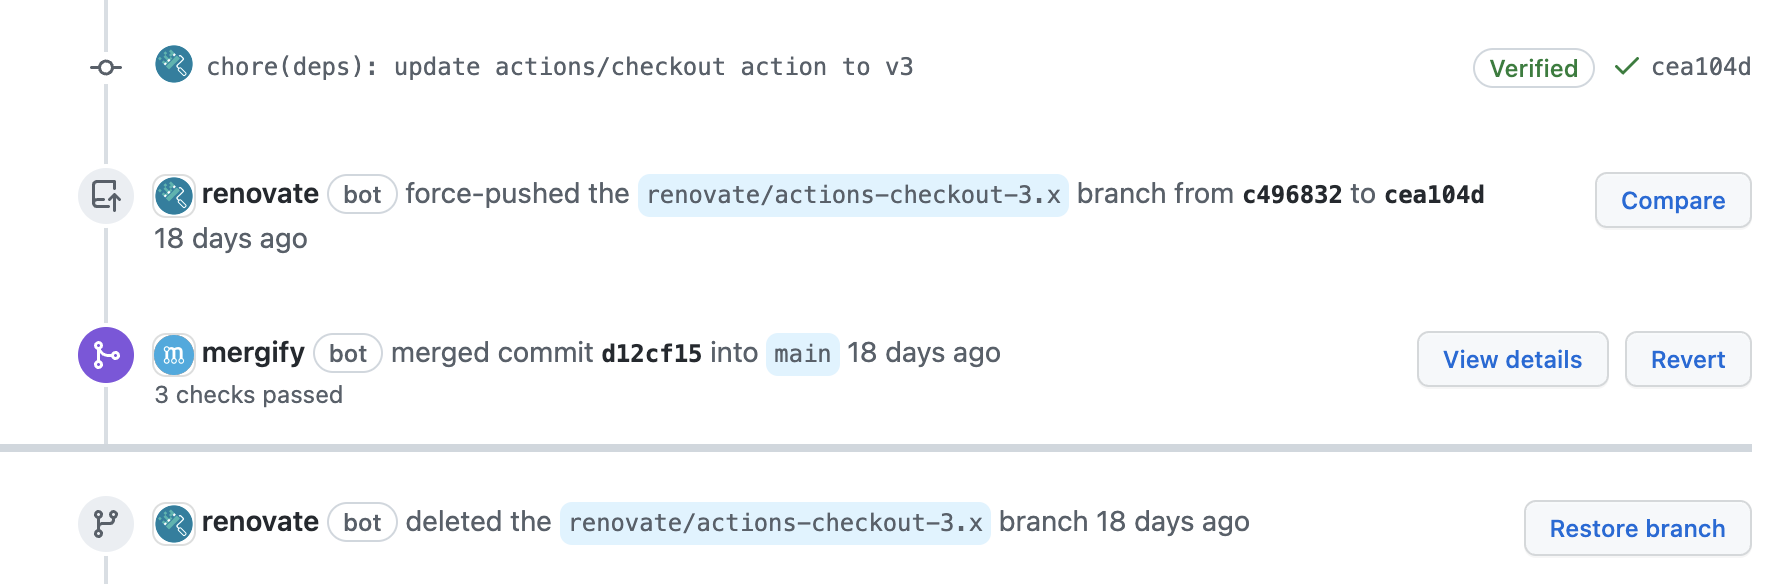 chore(deps): update actions/checkout action to v3 Verified cea104d
renovate bot force-pushed the renovate/actions-checkout-3.x branch from c496832 to cea104d Compare
18 days ago
mergify bot merged commit d12cf15 into main 18 days ago View details Revert
3 checks passed
renovate bot deleted the renovate/actions-checkout-3.x branch 18 days ago Restore branch